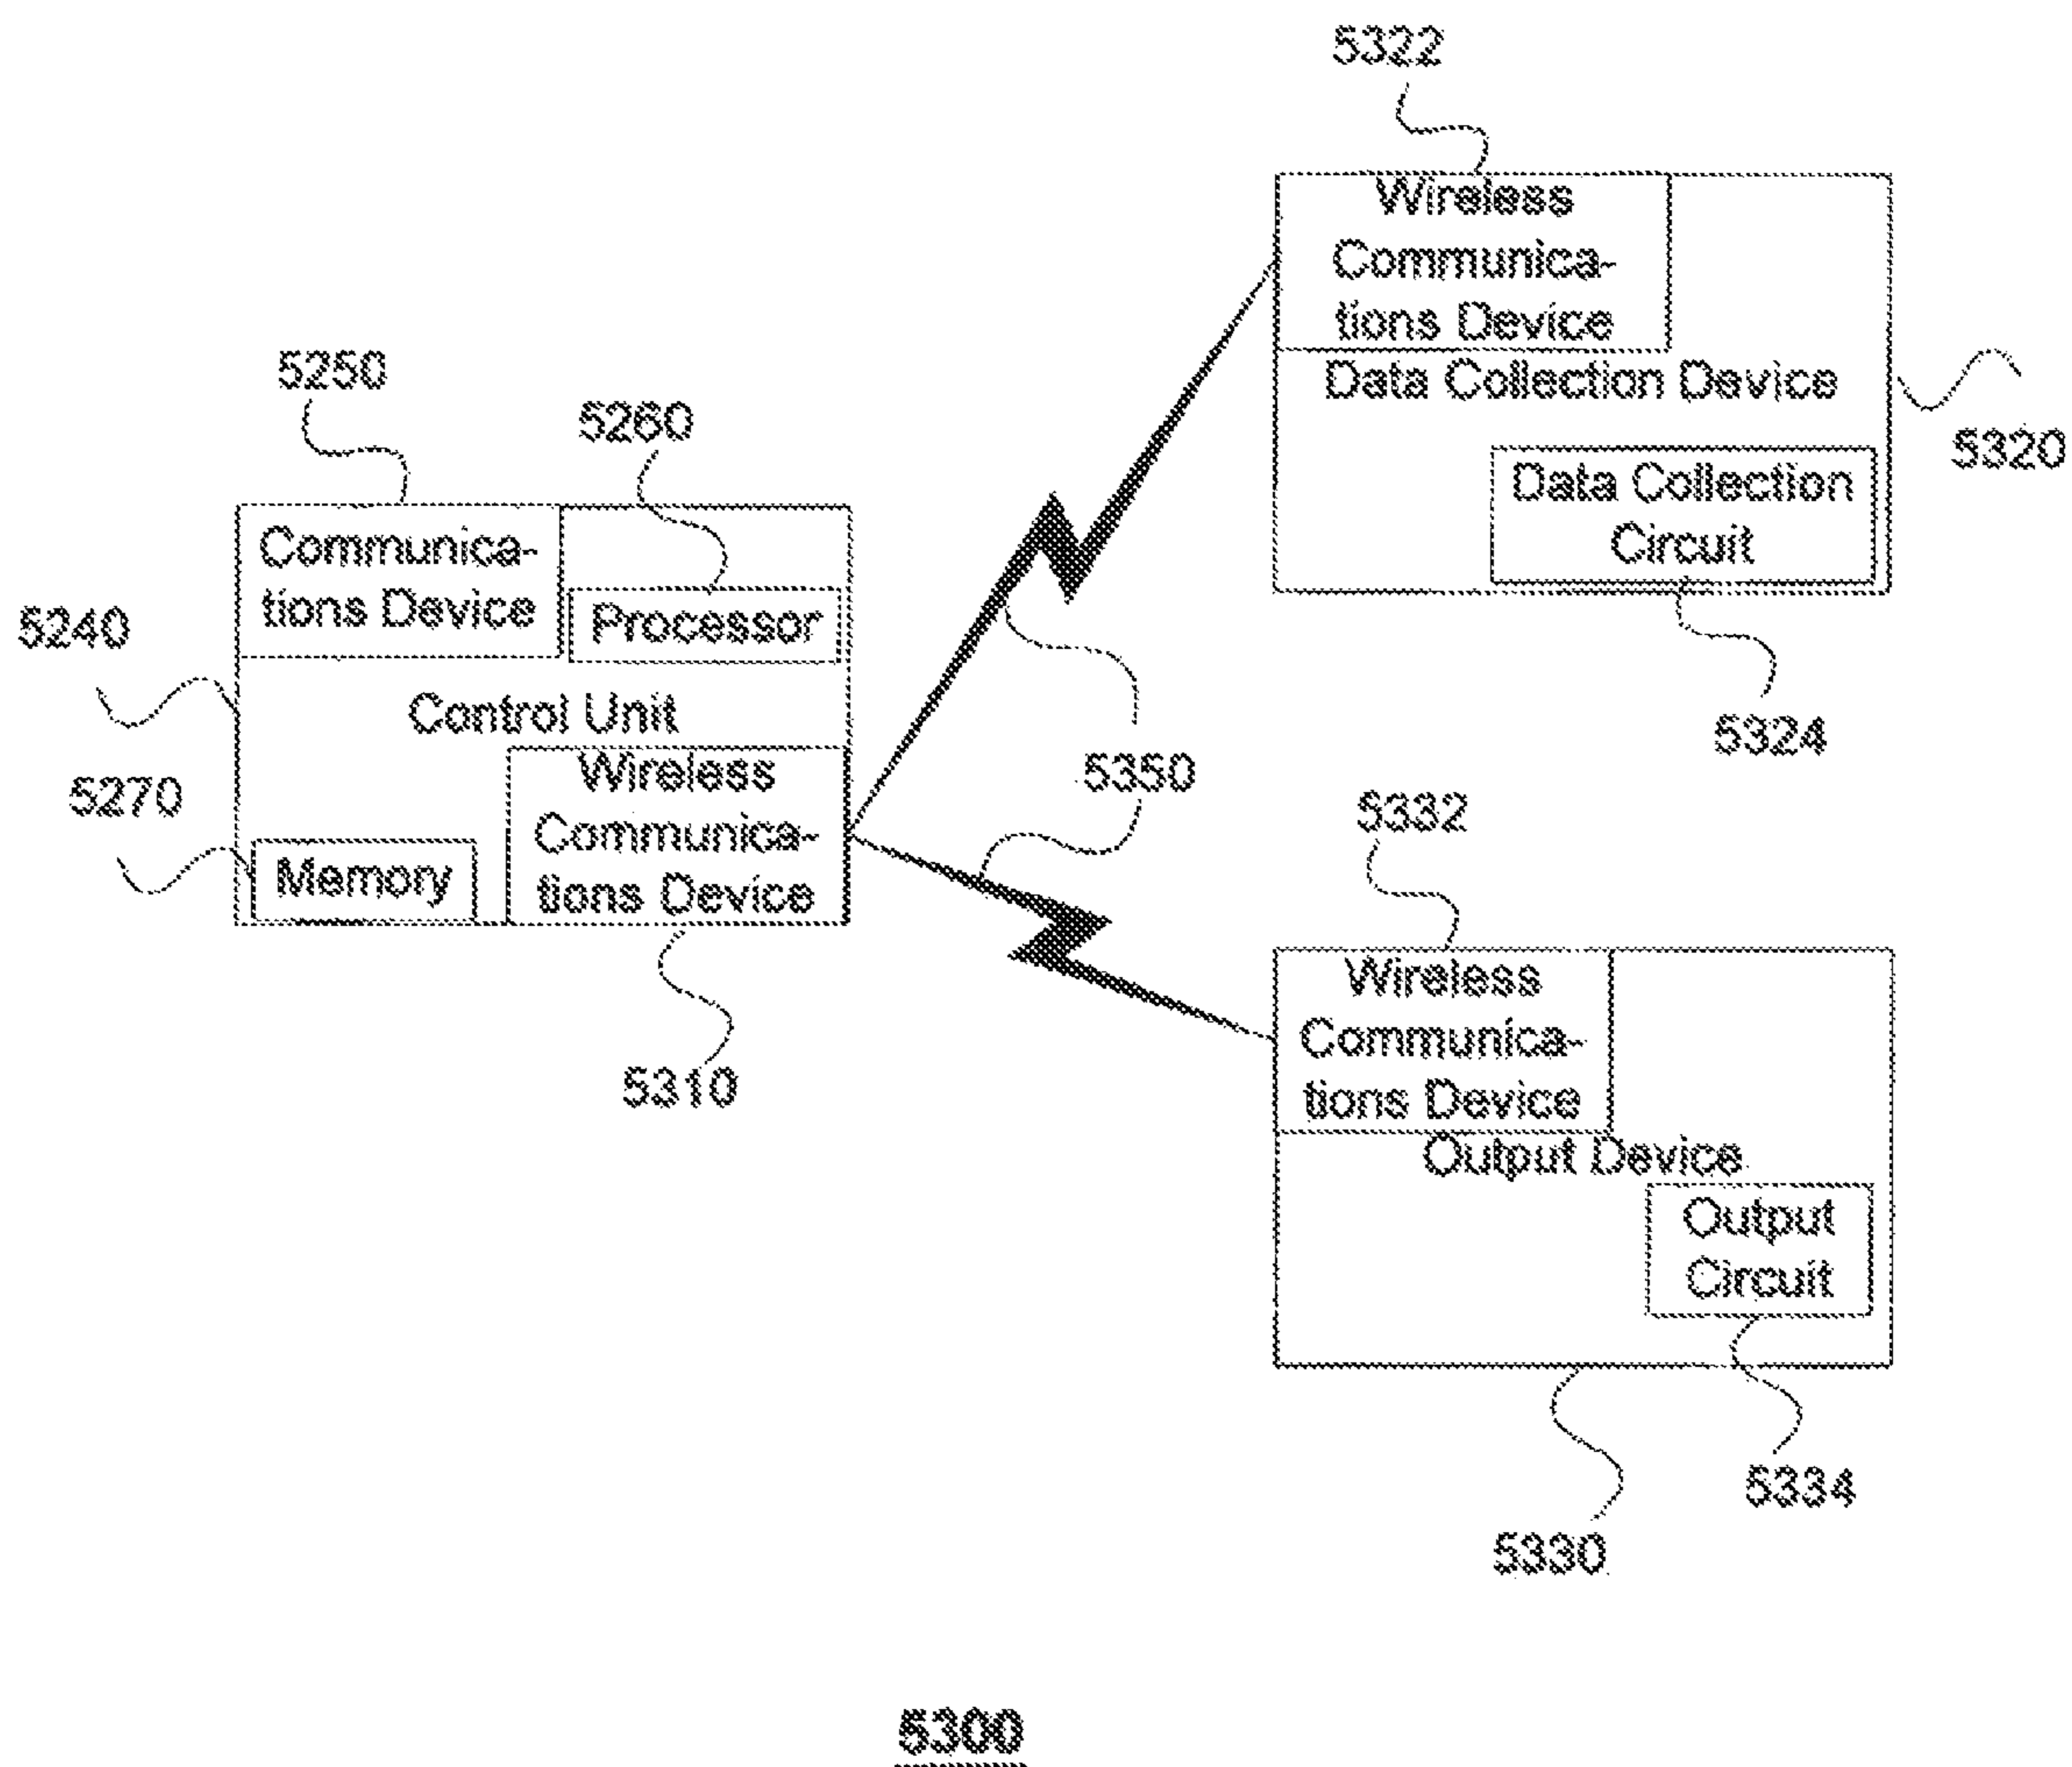 5322
Wireless
Communica-
tions Device
Data Collection Device
5320
Data Collection
Circuit
5324
5250
5260
Communica-
tions Device
Processor
5240
Control Unit
5270
Wireless
Communica-
tions Device
Memory
5310
5350
5332
Wireless
Communica-
tions Device
Output Device
Output
Circuit
5334
5330
5300